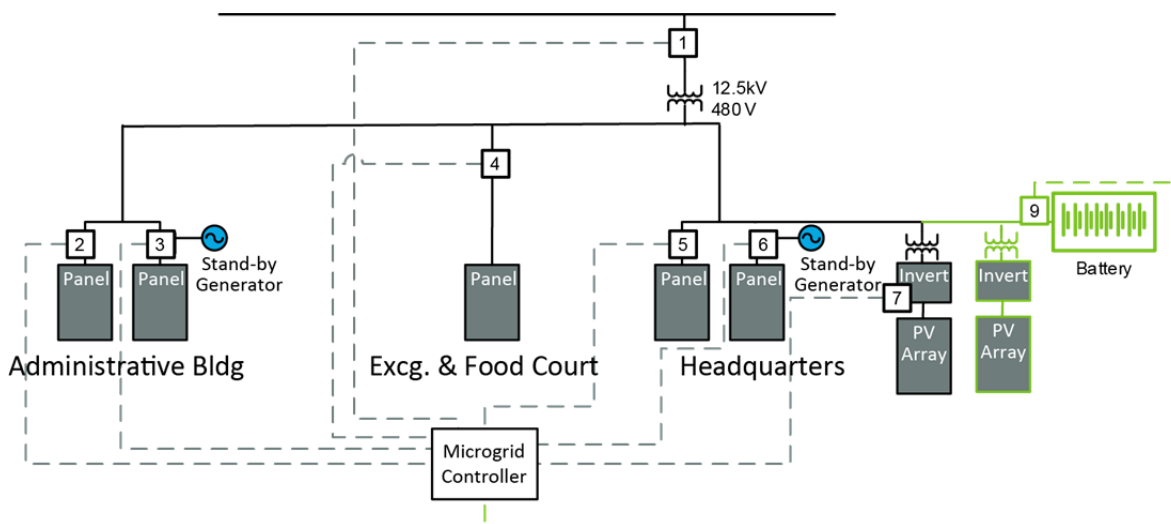 1
12.5kV
480 V
4
2
3
Stand-by
Generator
5
6
Stand-by
Generator
9
Battery
Panel
Panel
Panel
Panel
Panel
Invert
Invert
7
PV
Array
PV
Array
Administrative Bldg
Excg. & Food Court
Headquarters
Microgrid
Controller